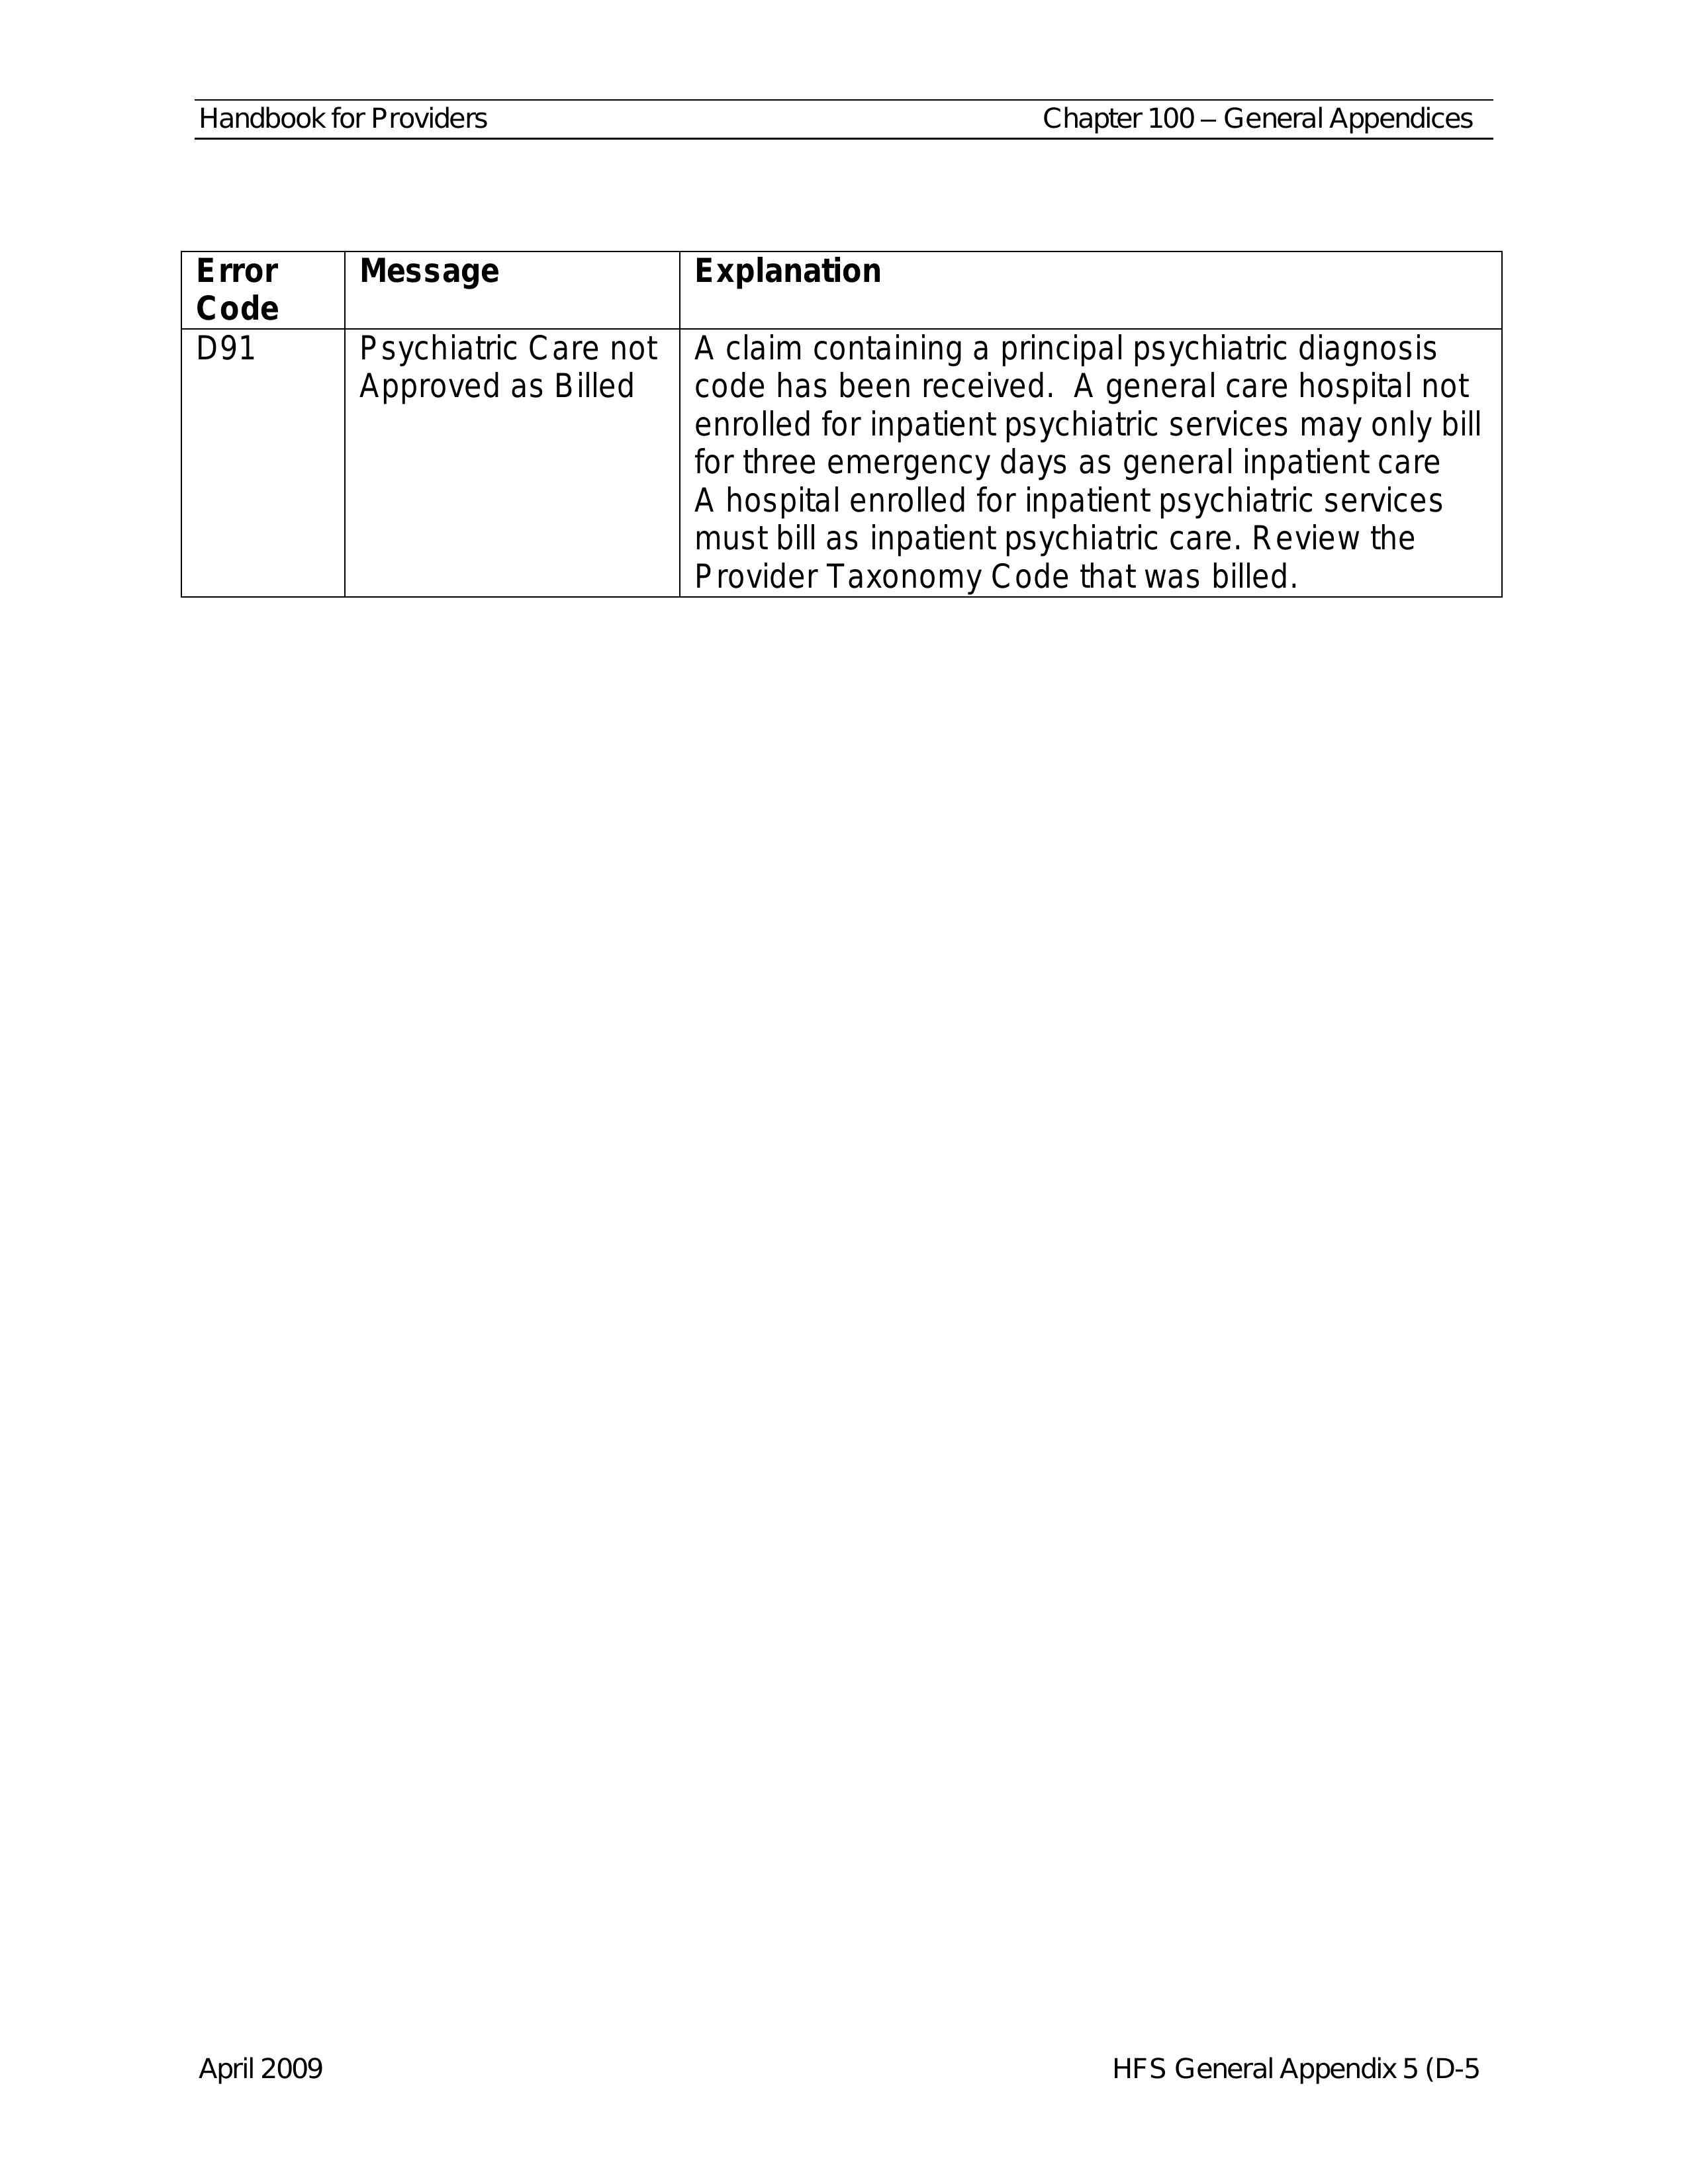 Handbook for Providers Chapter 100 – General Appendices
Error Code
Message
Explanation
D91
Psychiatric Care not
Approved as Billed
A claim containing a principal psychiatric diagnosis
code has been received.  A general care hospital not
enrolled for inpatient psychiatric services may only bill
for three emergency days as general inpatient care
A hospital enrolled for inpatient psychiatric services
must bill as inpatient psychiatric care. Review the
Provider Taxonomy Code that was billed.
April 2009 HFS General Appendix 5 (D-5